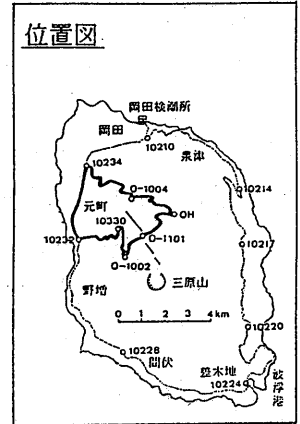 位置図
岡田検潮所
岡田
10210
泉津
10234
O-1004
10214
元町
OH
10330
10217
10232
O-1101
O-1002
三原山
野増
0 1 2 3 4km
10220
10228
間伏
差木地
10224
波浮港